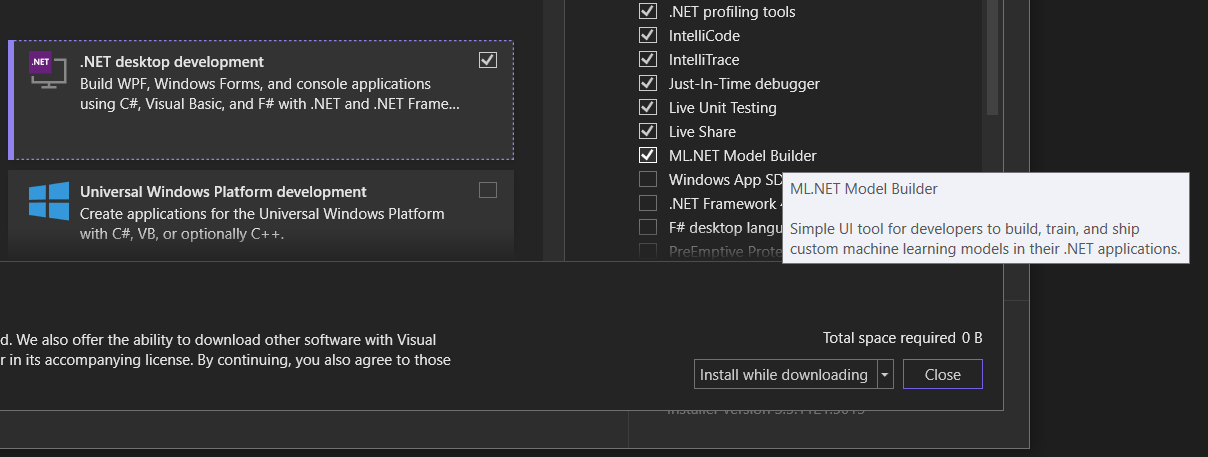 .NET
.NET desktop development
Build WPF, Windows Forms, and console applications
using C#, Visual Basic, and F# with .NET and .NET Frame...
Universal Windows Platform development
Create applications for the Universal Windows Platform
with C#, VB, or optionally C++.
.NET profiling tools
IntelliCode
IntelliTrace
Just-In-Time debugger
Live Unit Testing
Live Share
ML.NET Model Builder
Windows App SD
.NET Framework
F# desktop langu
PreEmptive Prote
ML.NET Model Builder
Simple UI tool for developers to build, train, and ship
custom machine learning models in their .NET applications.
d. We also offer the ability to download other software with Visual
r in its accompanying license. By continuing, you also agree to those
Total space required 0 B
Install while downloading
Close
Installer version